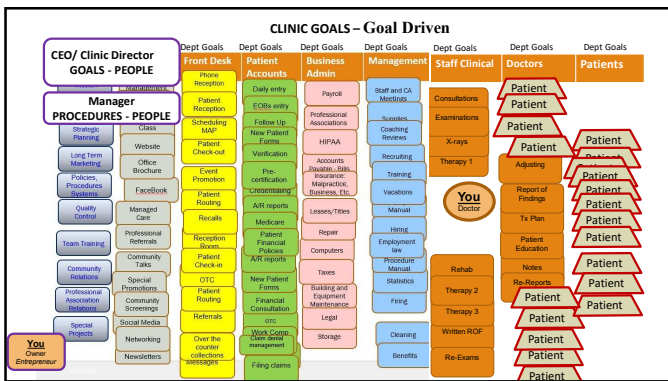 CLINIC GOALS – Goal Driven
CEO/ Clinic Director
GOALS - PEOPLE
Manager
PROCEDURES - PEOPLE
Strategic
Planning
Long Term
Marketing
Policies,
Procedures
Systems
Quality
Control
Team Training
Community
Relations
Professional
Association
Relations
Special
Projects
You
Owner
Entrepreneur
Management
Class
Website
Office
Brochure
FaceBook
Managed
Care
Professional
Referrals
Community
Talks
Special
Promotions
Community
Screenings
Social Media
Networking
Newsletters
Dept Goals
Front Desk
Phone
Reception
Patient
Reception
Scheduling
MAP
Patient
Check-out
Event
Promotion
Patient
Routing
Recalls
Reception
Room
Patient
Check-in
OTC
Patient
Routing
Referrals
Over the
counter
collections
Messages
Dept Goals
Patient
Accounts
Daily entry
EOBs entry
Follow Up
New Patient
Forms
Verification
Pre-
certification
Credentialing
A/R reports
Medicare
Patient
Financial
Policies
A/R reports
New Patient
Forms
Financial
Consultation
OTC
Work Comp
Claim denial
management
Filing claims
Dept Goals
Business
Admin
Payroll
Professional
Associations
HIPAA
Accounts
Payable - Bills
Insurance:
Malpractice,
Business, Etc.
Leases/Titles
Repair
Computers
Taxes
Building and
Equipment
Maintenance
Legal
Storage
Dept Goals
Management
Staff and CA
Meetings
Supplies
Coaching
Reviews
Recruiting
Training
Vacations
Manual
Hiring
Employment
law
Procedure
Manual
Statistics
Firing
Cleaning
Benefits
Dept Goals
Staff Clinical
Consultations
Examinations
X-rays
Therapy 1
You
Doctor
Rehab
Therapy 2
Therapy 3
Written ROF
Re-Exams
Dept Goals
Doctors
Patient
Patient
Patient
Patient
Adjusting
Report of
Findings
Tx Plan
Patient
Education
Notes
Re-Reports
Patient
Patient
Patient
Patient
Patient
Dept Goals
Patients
Patient
Patient
Patient
Patient
Patient
Patient
Patient
Patient
Patient